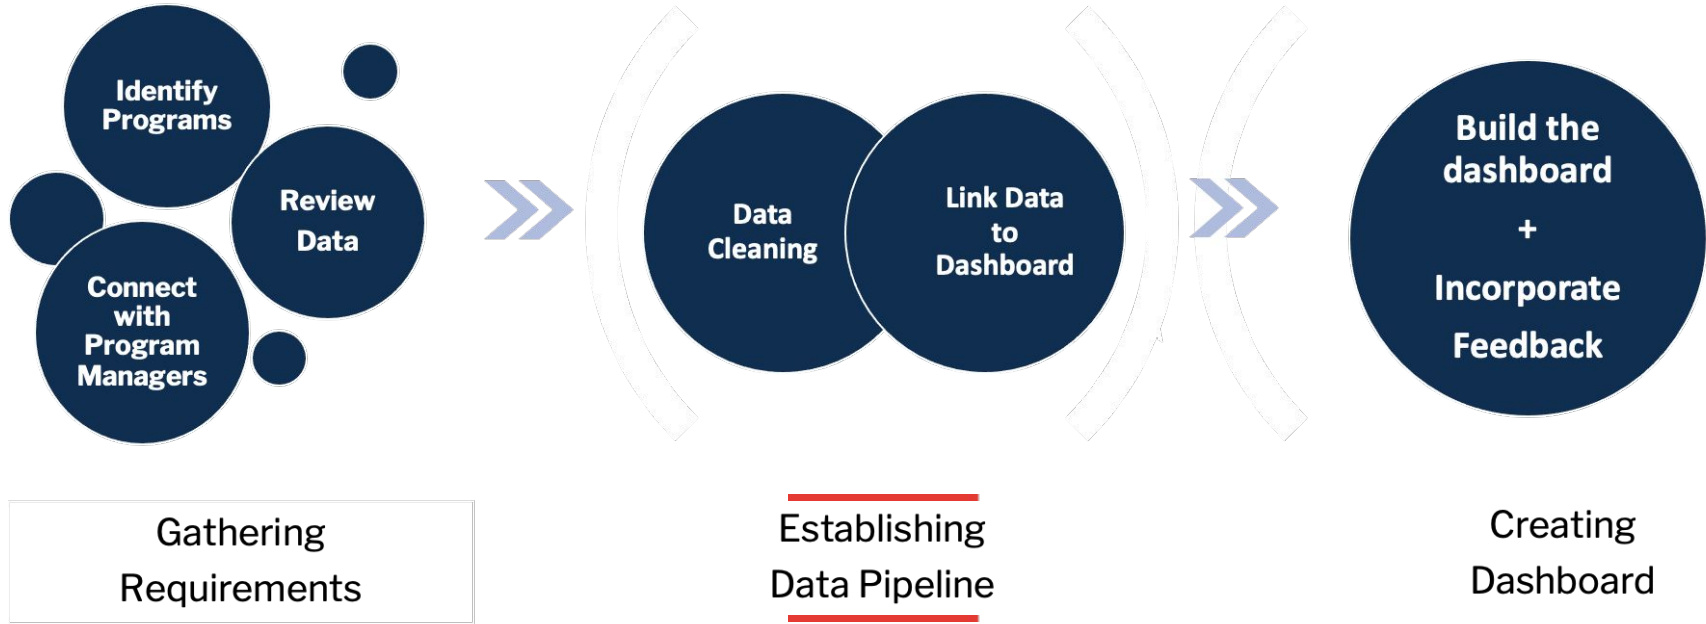 Identify
Programs
Review
Data
Connect
with
Program
Managers
Data
Cleaning
Link Data
to
Dashboard
Build the
dashboard
+
Incorporate
Feedback
Gathering
Requirements
Establishing
Data Pipeline
Creating
Dashboard